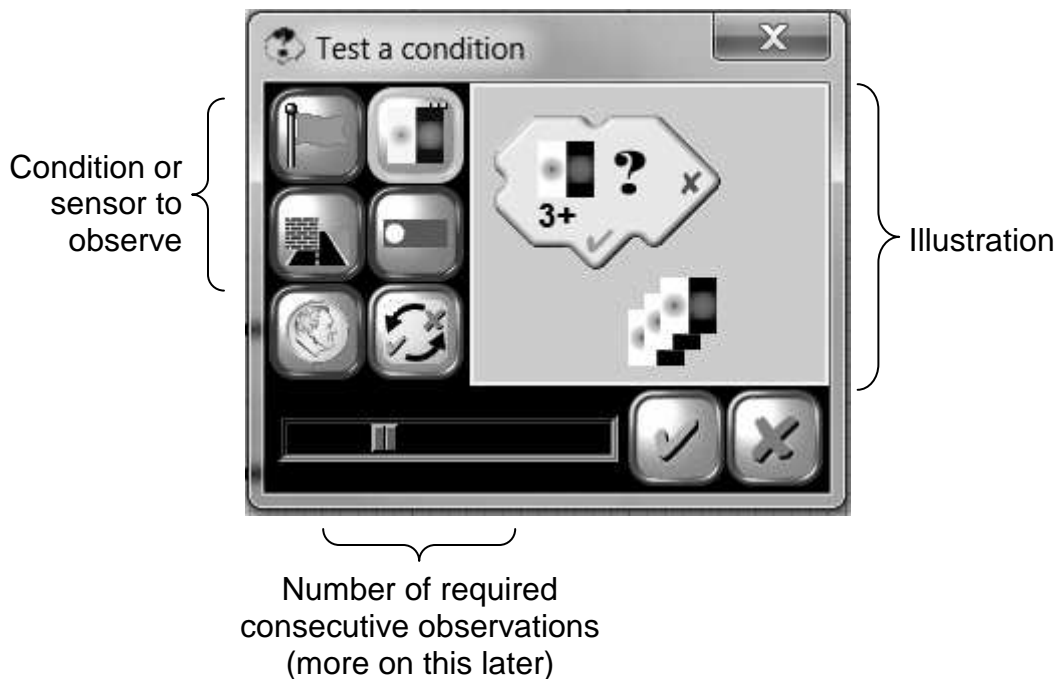 Test a condition
X
Condition or
sensor to
observe
?
3+
Illustration
Number of required
consecutive observations
(more on this later)